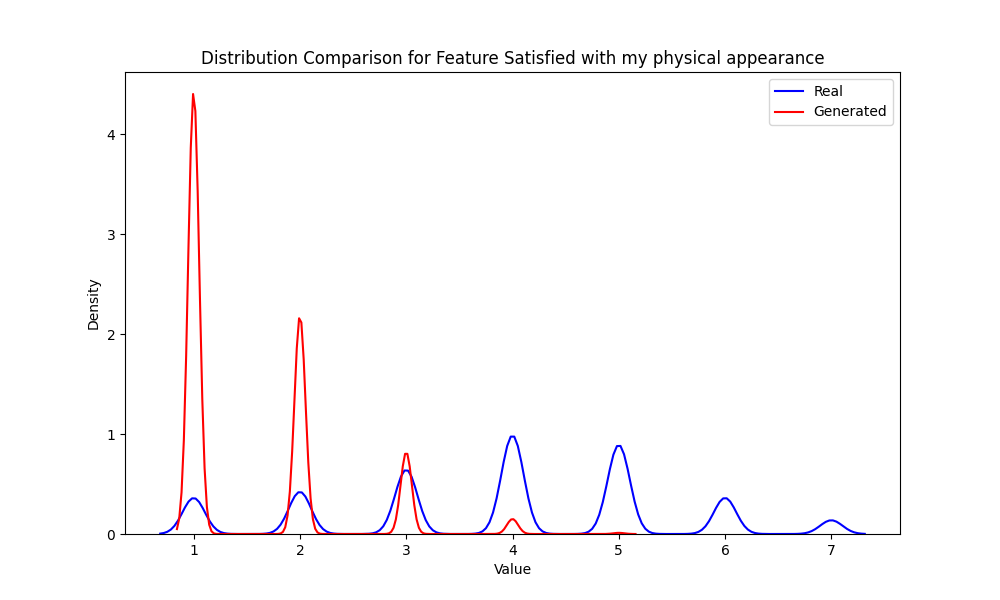 Distribution Comparison for Feature Satisfied with my physical appearance
Real
Generated
Density
4
3
2
1
0
1 2 3 4 5 6 7
Value